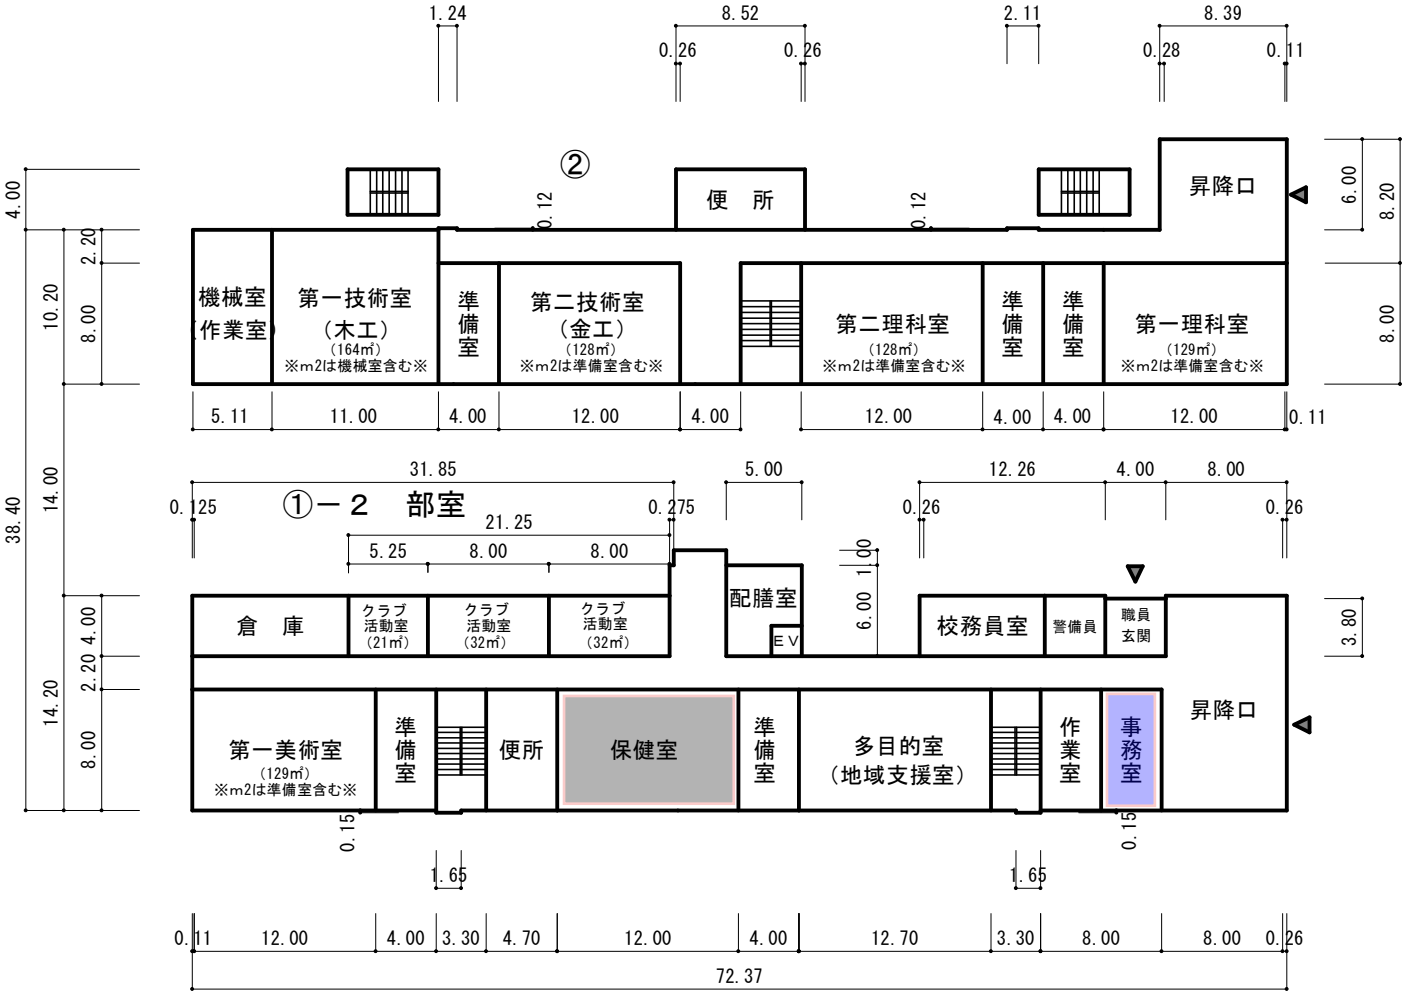 1.24
8.52
2.11
8.39
0.26
0.26
0.28
0.11
②
4.00
0.12
便　所
0.12
昇降口
6.00
8.20
2.20
10.20
8.00
機械室
(作業室)
第一技術室
(木工)
(164㎡)
※m2は機械室含む※
準備室
第二技術室
(金工)
(128㎡)
※m2は準備室含む※
第二理科室
(128㎡)
※m2は準備室含む※
準備室
準備室
第一理科室
(129㎡)
※m2は準備室含む※
8.00
5.11
11.00
4.00
12.00
4.00
12.00
4.00
4.00
12.00
0.11
38.40
14.00
31.85
5.00
12.26
4.00
8.00
0.125
①－2　部室
0.275
0.26
0.26
21.25
5.25
8.00
8.00
1.00
6.00
4.00
倉　庫
クラブ
活動室
(21㎡)
クラブ
活動室
(32㎡)
クラブ
活動室
(32㎡)
配膳室
EV
校務員室
警備員
職員
玄関
3.80
2.20
14.20
8.00
第一美術室
(129㎡)
※m2は準備室含む※
準備室
便所
保健室
準備室
多目的室
(地域支援室)
作業室
事務室
昇降口
0.15
0.15
1.65
1.65
0.11
12.00
4.00
3.30
4.70
12.00
4.00
12.70
3.30
8.00
8.00
0.26
72.37